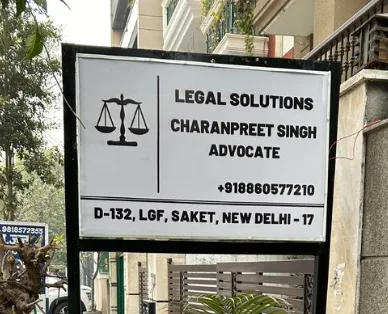 LEGAL SOLUTIONS
CHARANPREET SINGH
ADVOCATE
+918860577210
D-132, LGF, SAKET, NEW DELHI - 17